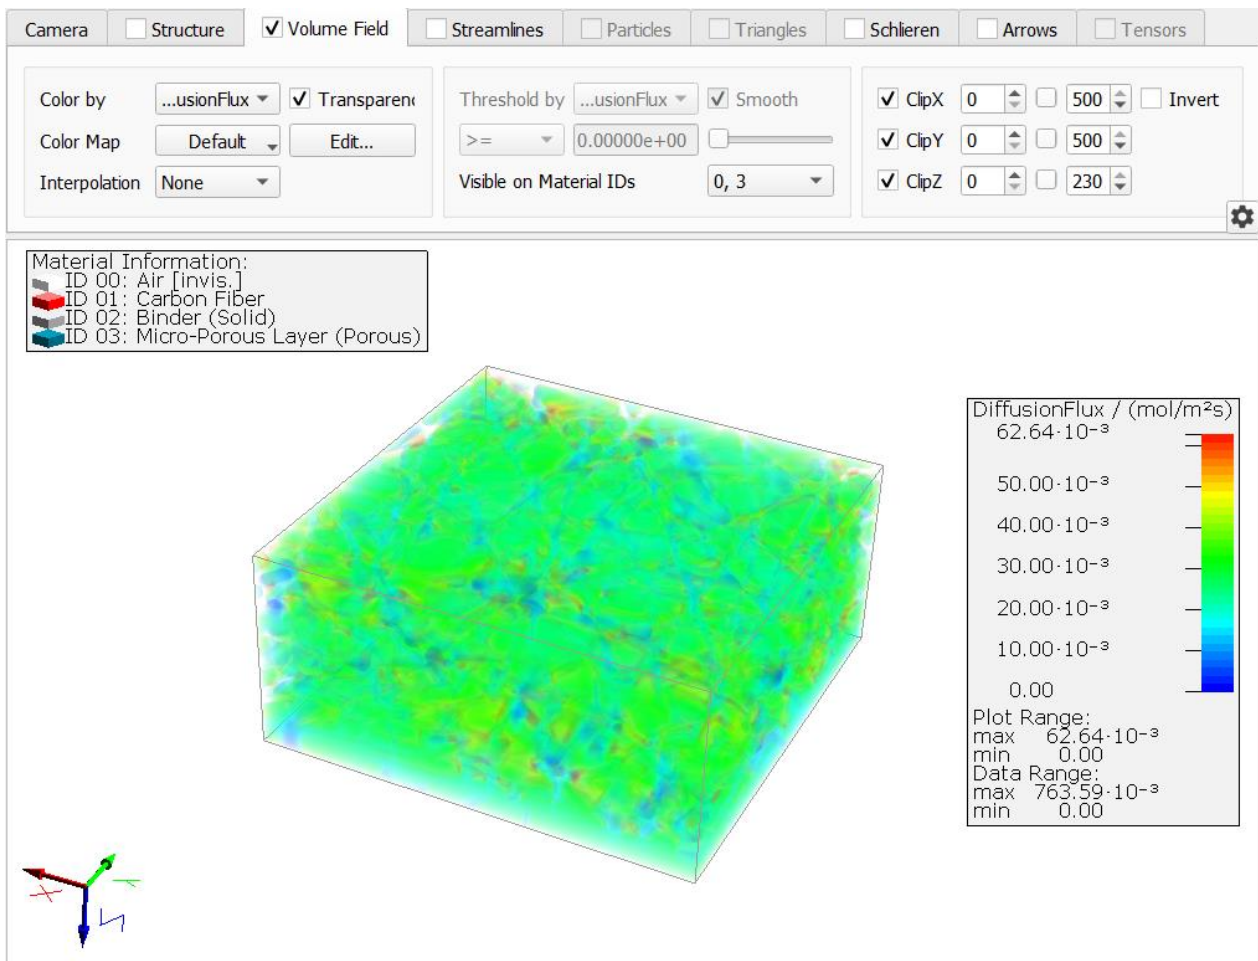 Camera Structure Volume Field Streamlines Particles Triangles Schlieren Arrows Tensors
Color by ...usionFlux Transparenc
Color Map Default Edit...
Interpolation None
Threshold by ...usionFlux Smooth
>= 0.00000e+00
Visible on Material IDs 0, 3
ClipX 0 500 Invert
ClipY 0 500
ClipZ 0 230
Material Information:
ID 00: Air [invis.]
ID 01: Carbon Fiber
ID 02: Binder (Solid)
ID 03: Micro-Porous Layer (Porous)
DiffusionFlux / (mol/m²s)
62.64·10⁻³
50.00·10⁻³
40.00·10⁻³
30.00·10⁻³
20.00·10⁻³
10.00·10⁻³
0.00
Plot Range:
max 62.64·10⁻³
min 0.00
Data Range:
max 763.59·10⁻³
min 0.00
X
Y
Z